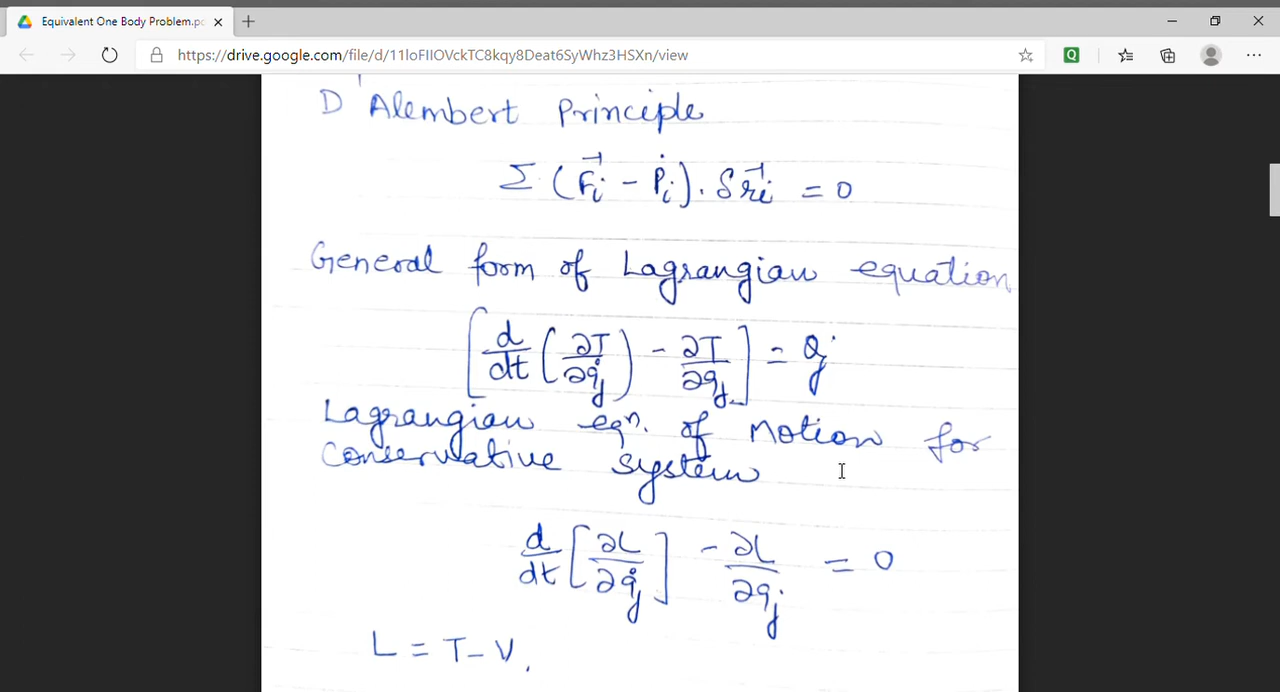 Equivalent One Body Problem.pc
https://drive.google.com/file/d/11loFIIOVckTC8kqy8Deat6SyWhz3HSXn/view
D'Alembert Principle
Σ (F⃗i - Ṗi). δr⃗i = 0
General form of Lagrangian equation
[d/dt (∂T/∂q̇j) - ∂T/∂qj] = Qj
Lagrangian eqn. of Motion for
conservative system
d/dt [∂L/∂q̇j] - ∂L/∂qj = 0
L = T - V.